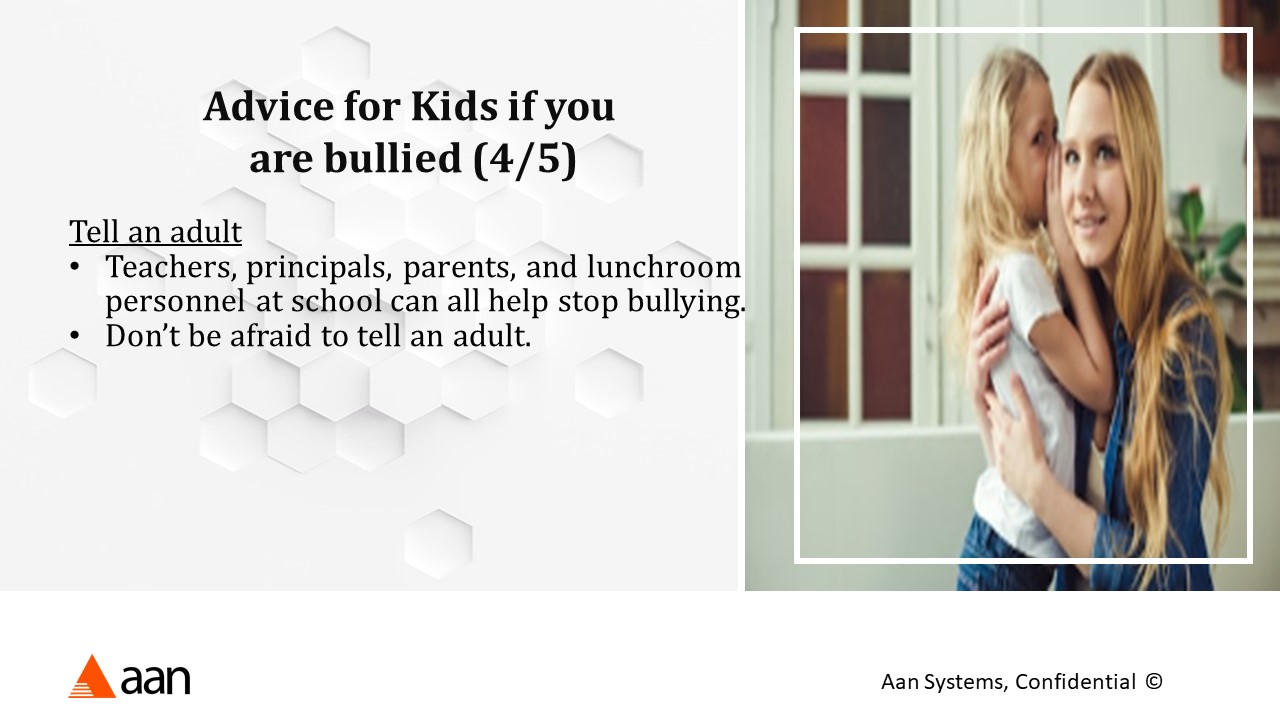 Advice for Kids if you
are bullied (4/5)
Tell an adult
• Teachers, principals, parents, and lunchroom
personnel at school can all help stop bullying.
• Don’t be afraid to tell an adult.
aan
Aan Systems, Confidential ©